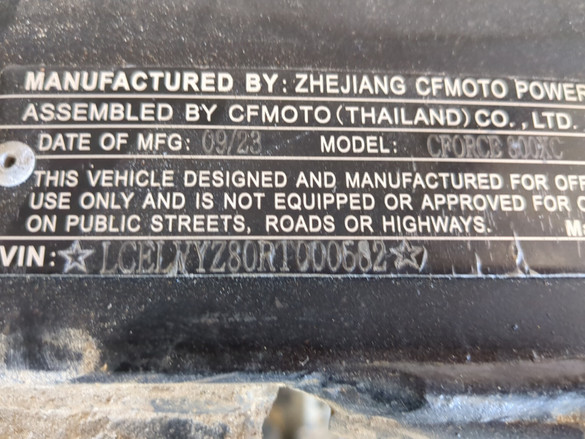 MANUFACTURED BY: ZHEJIANG CFMOTO POWER
ASSEMBLED BY CFMOTO (THAILAND) CO., LTD.
DATE OF MFG: 09/23 MODEL: CFORCE 800XC
THIS VEHICLE DESIGNED AND MANUFACTURED FOR OFF
USE ONLY AND IS NOT EQUIPPED OR APPROVED FOR
ON PUBLIC STREETS, ROADS OR HIGHWAYS.
VIN: ☆LCELNYZ80RT000682☆